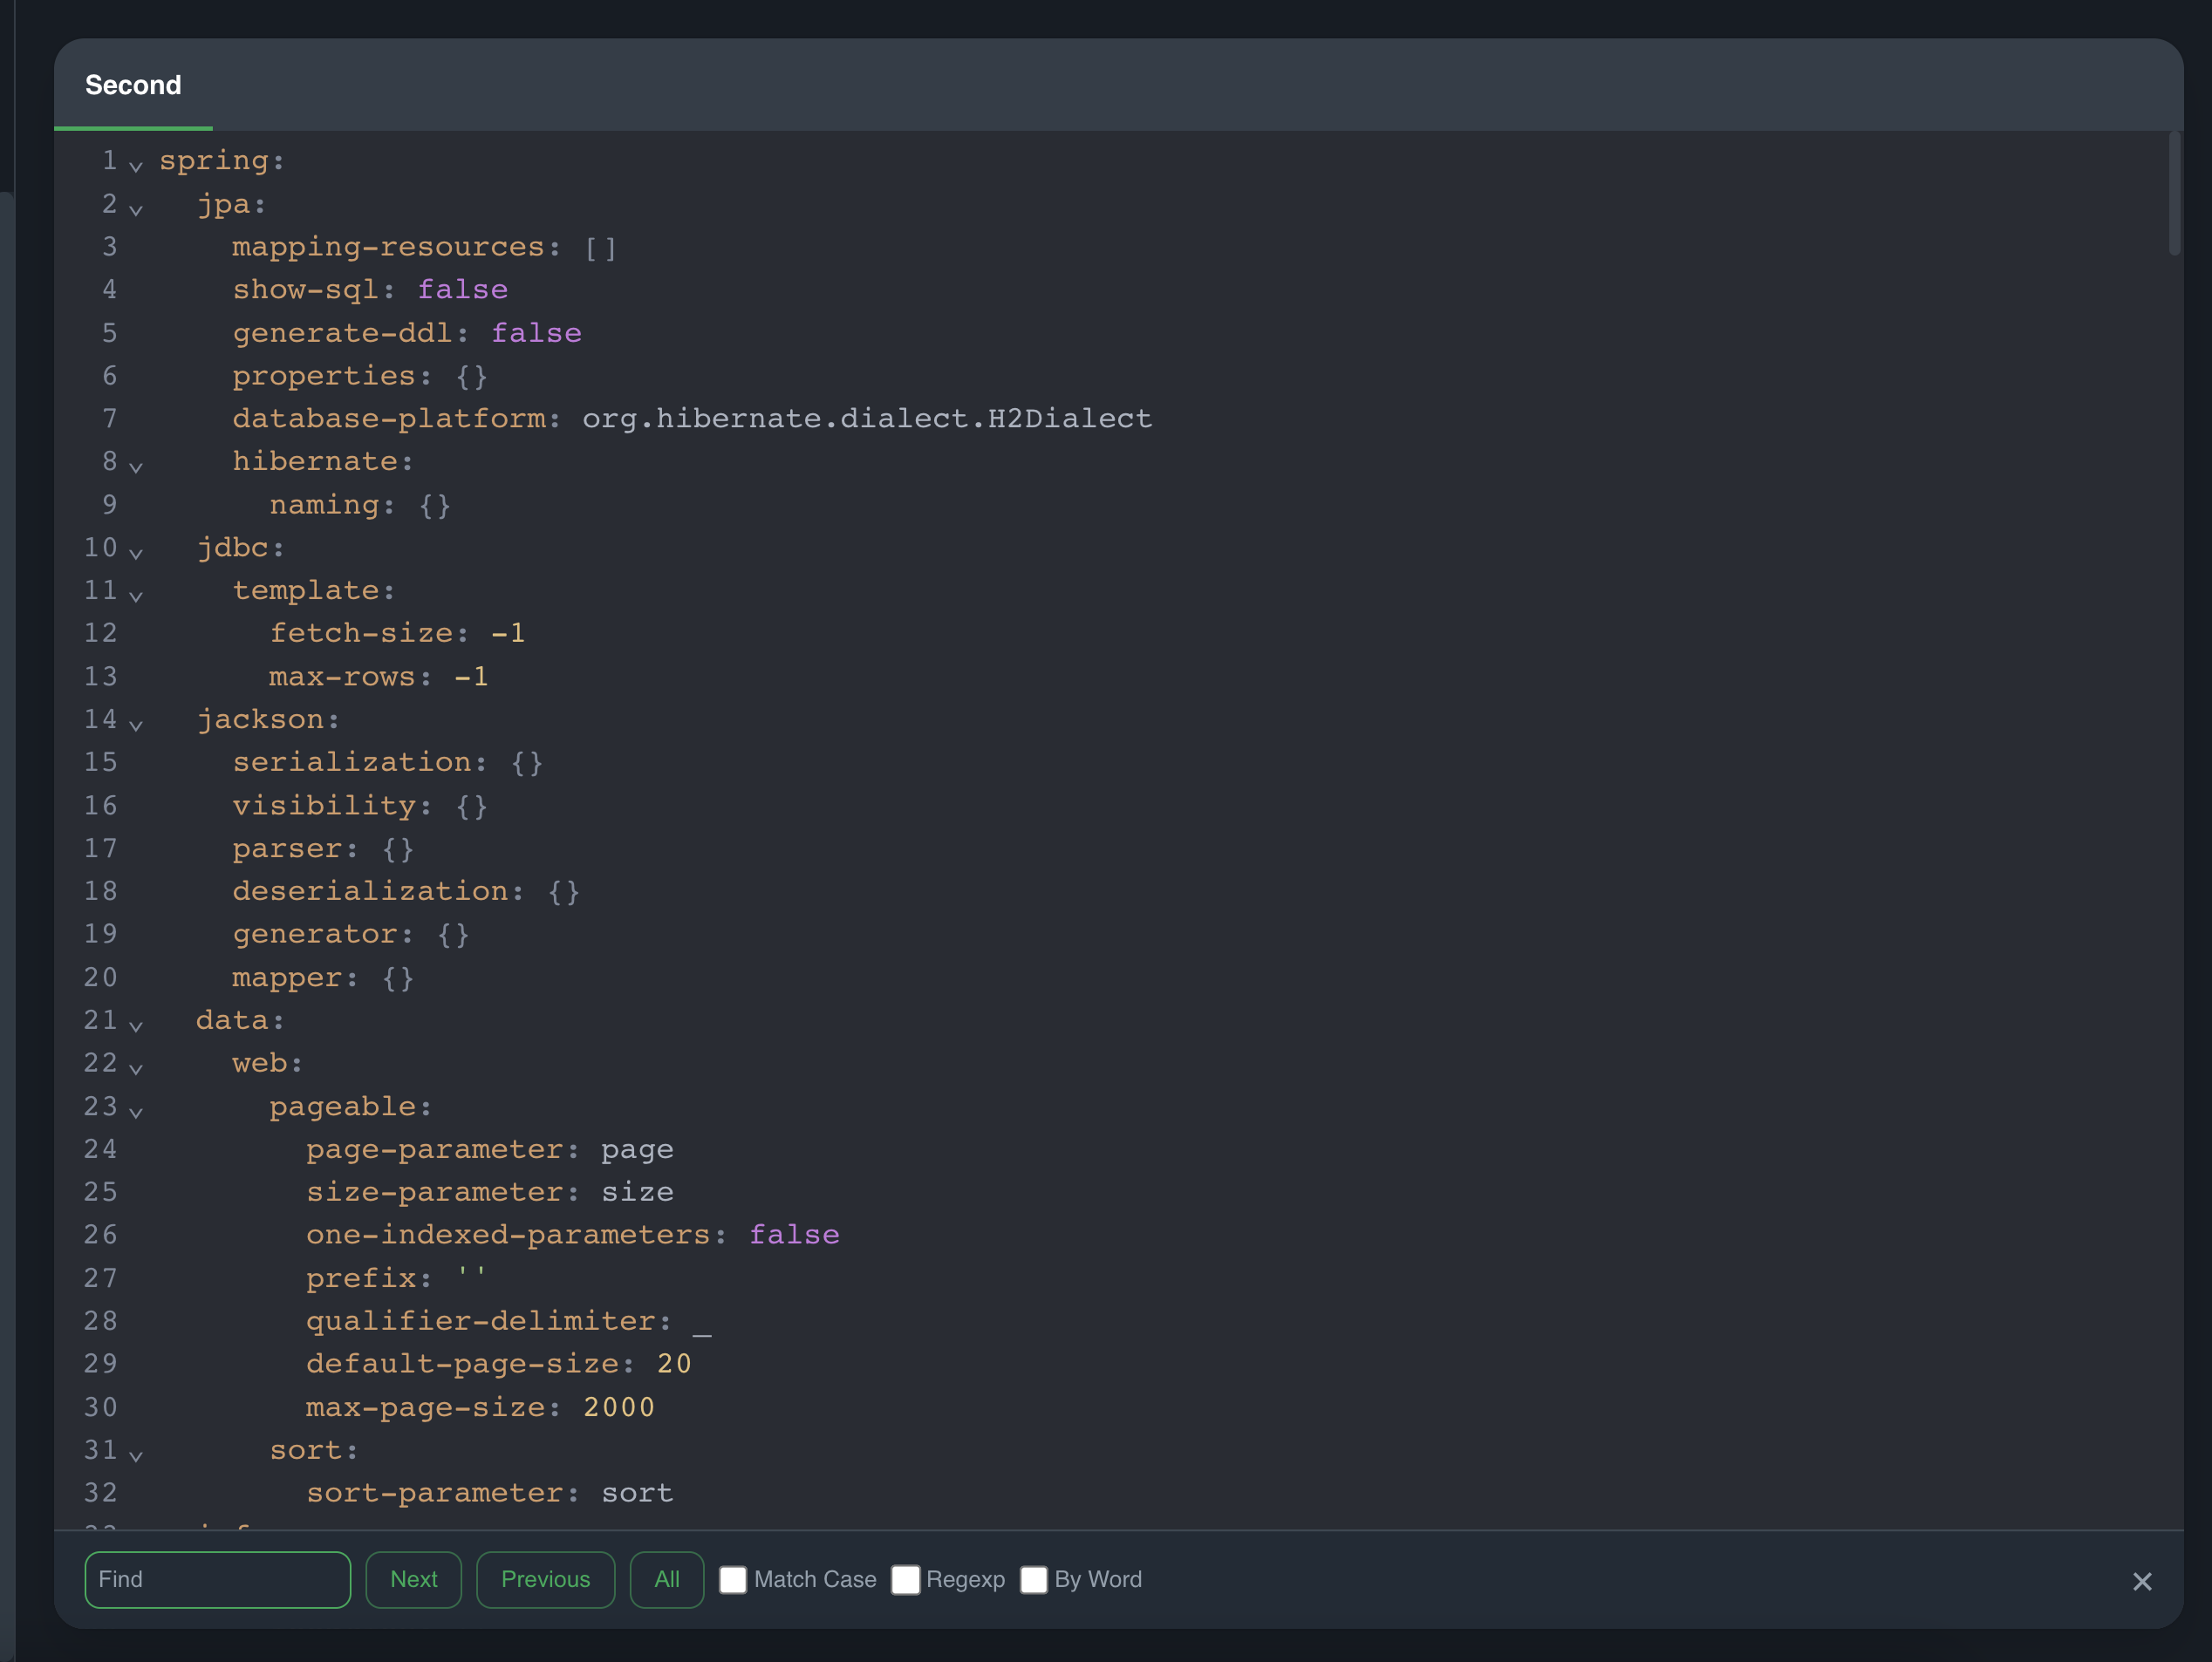 Second
1 spring:
2   jpa:
3     mapping-resources: []
4     show-sql: false
5     generate-ddl: false
6     properties: {}
7     database-platform: org.hibernate.dialect.H2Dialect
8     hibernate:
9       naming: {}
10   jdbc:
11     template:
12       fetch-size: -1
13       max-rows: -1
14   jackson:
15     serialization: {}
16     visibility: {}
17     parser: {}
18     deserialization: {}
19     generator: {}
20     mapper: {}
21   data:
22     web:
23       pageable:
24         page-parameter: page
25         size-parameter: size
26         one-indexed-parameters: false
27         prefix: ''
28         qualifier-delimiter: _
29         default-page-size: 20
30         max-page-size: 2000
31       sort:
32         sort-parameter: sort
Find Next Previous All Match Case Regexp By Word ×